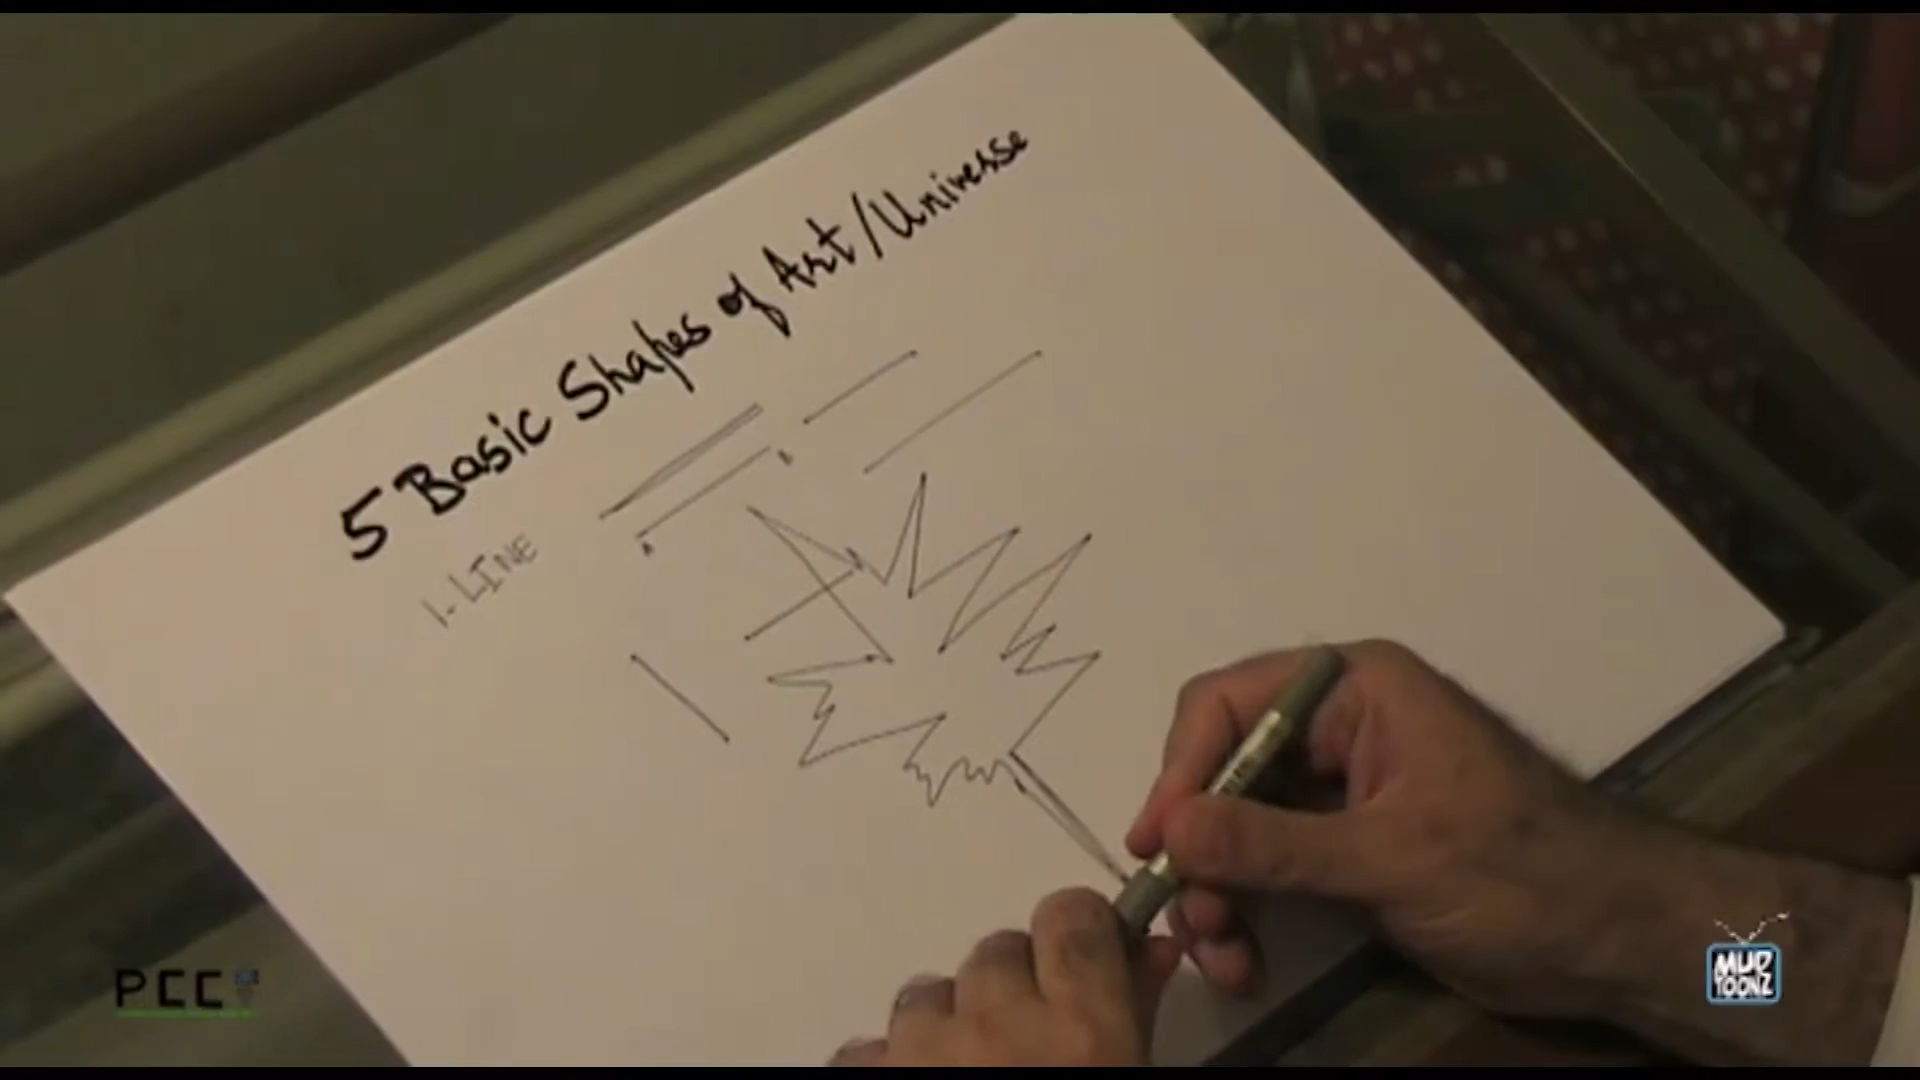 5 Basic Shapes of Art/Universe
1. LINE
A
B
PCC
MUD
TOONZ